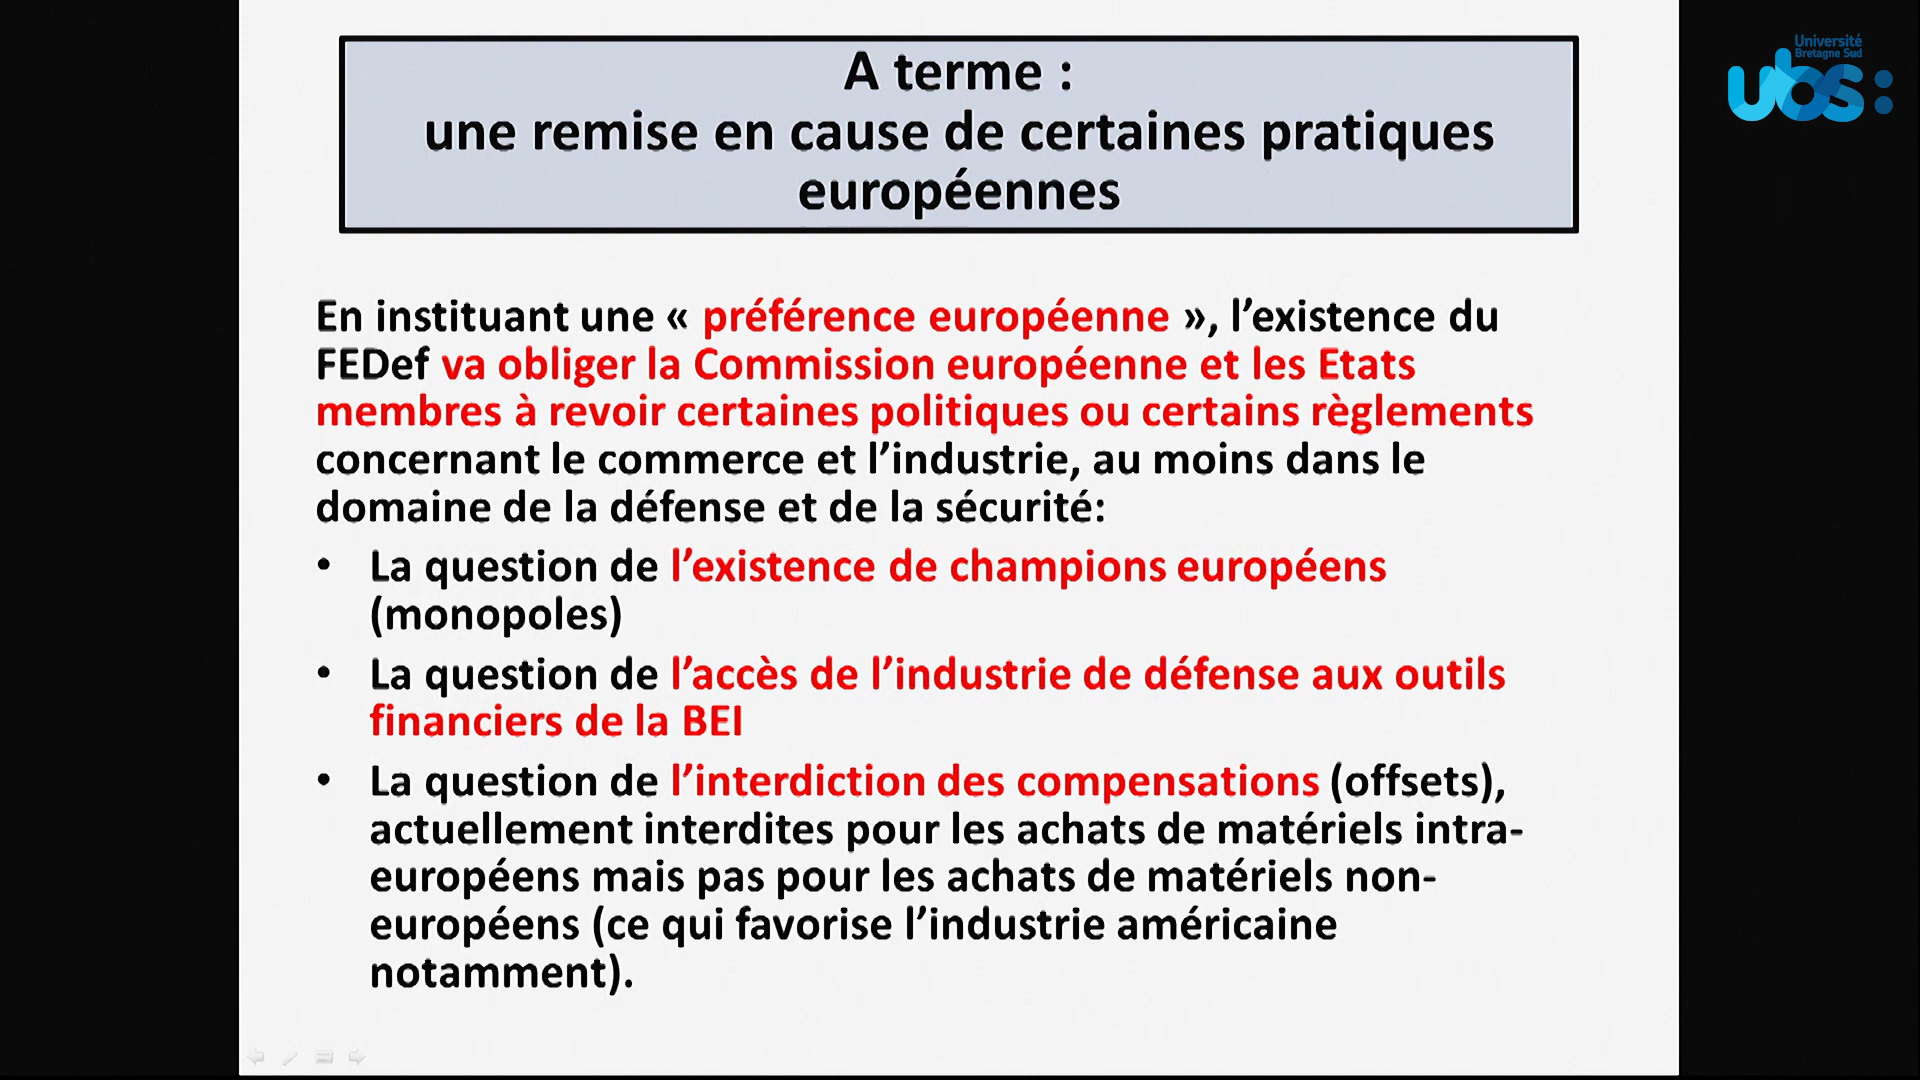 A terme :
une remise en cause de certaines pratiques
européennes
Université
Bretagne Sud
ubs:
En instituant une « préférence européenne », l’existence du
FEDef va obliger la Commission européenne et les Etats
membres à revoir certaines politiques ou certains règlements
concernant le commerce et l’industrie, au moins dans le
domaine de la défense et de la sécurité:
• La question de l’existence de champions européens
(monopoles)
• La question de l’accès de l’industrie de défense aux outils
financiers de la BEI
• La question de l’interdiction des compensations (offsets),
actuellement interdites pour les achats de matériels intra-
européens mais pas pour les achats de matériels non-
européens (ce qui favorise l’industrie américaine
notamment).